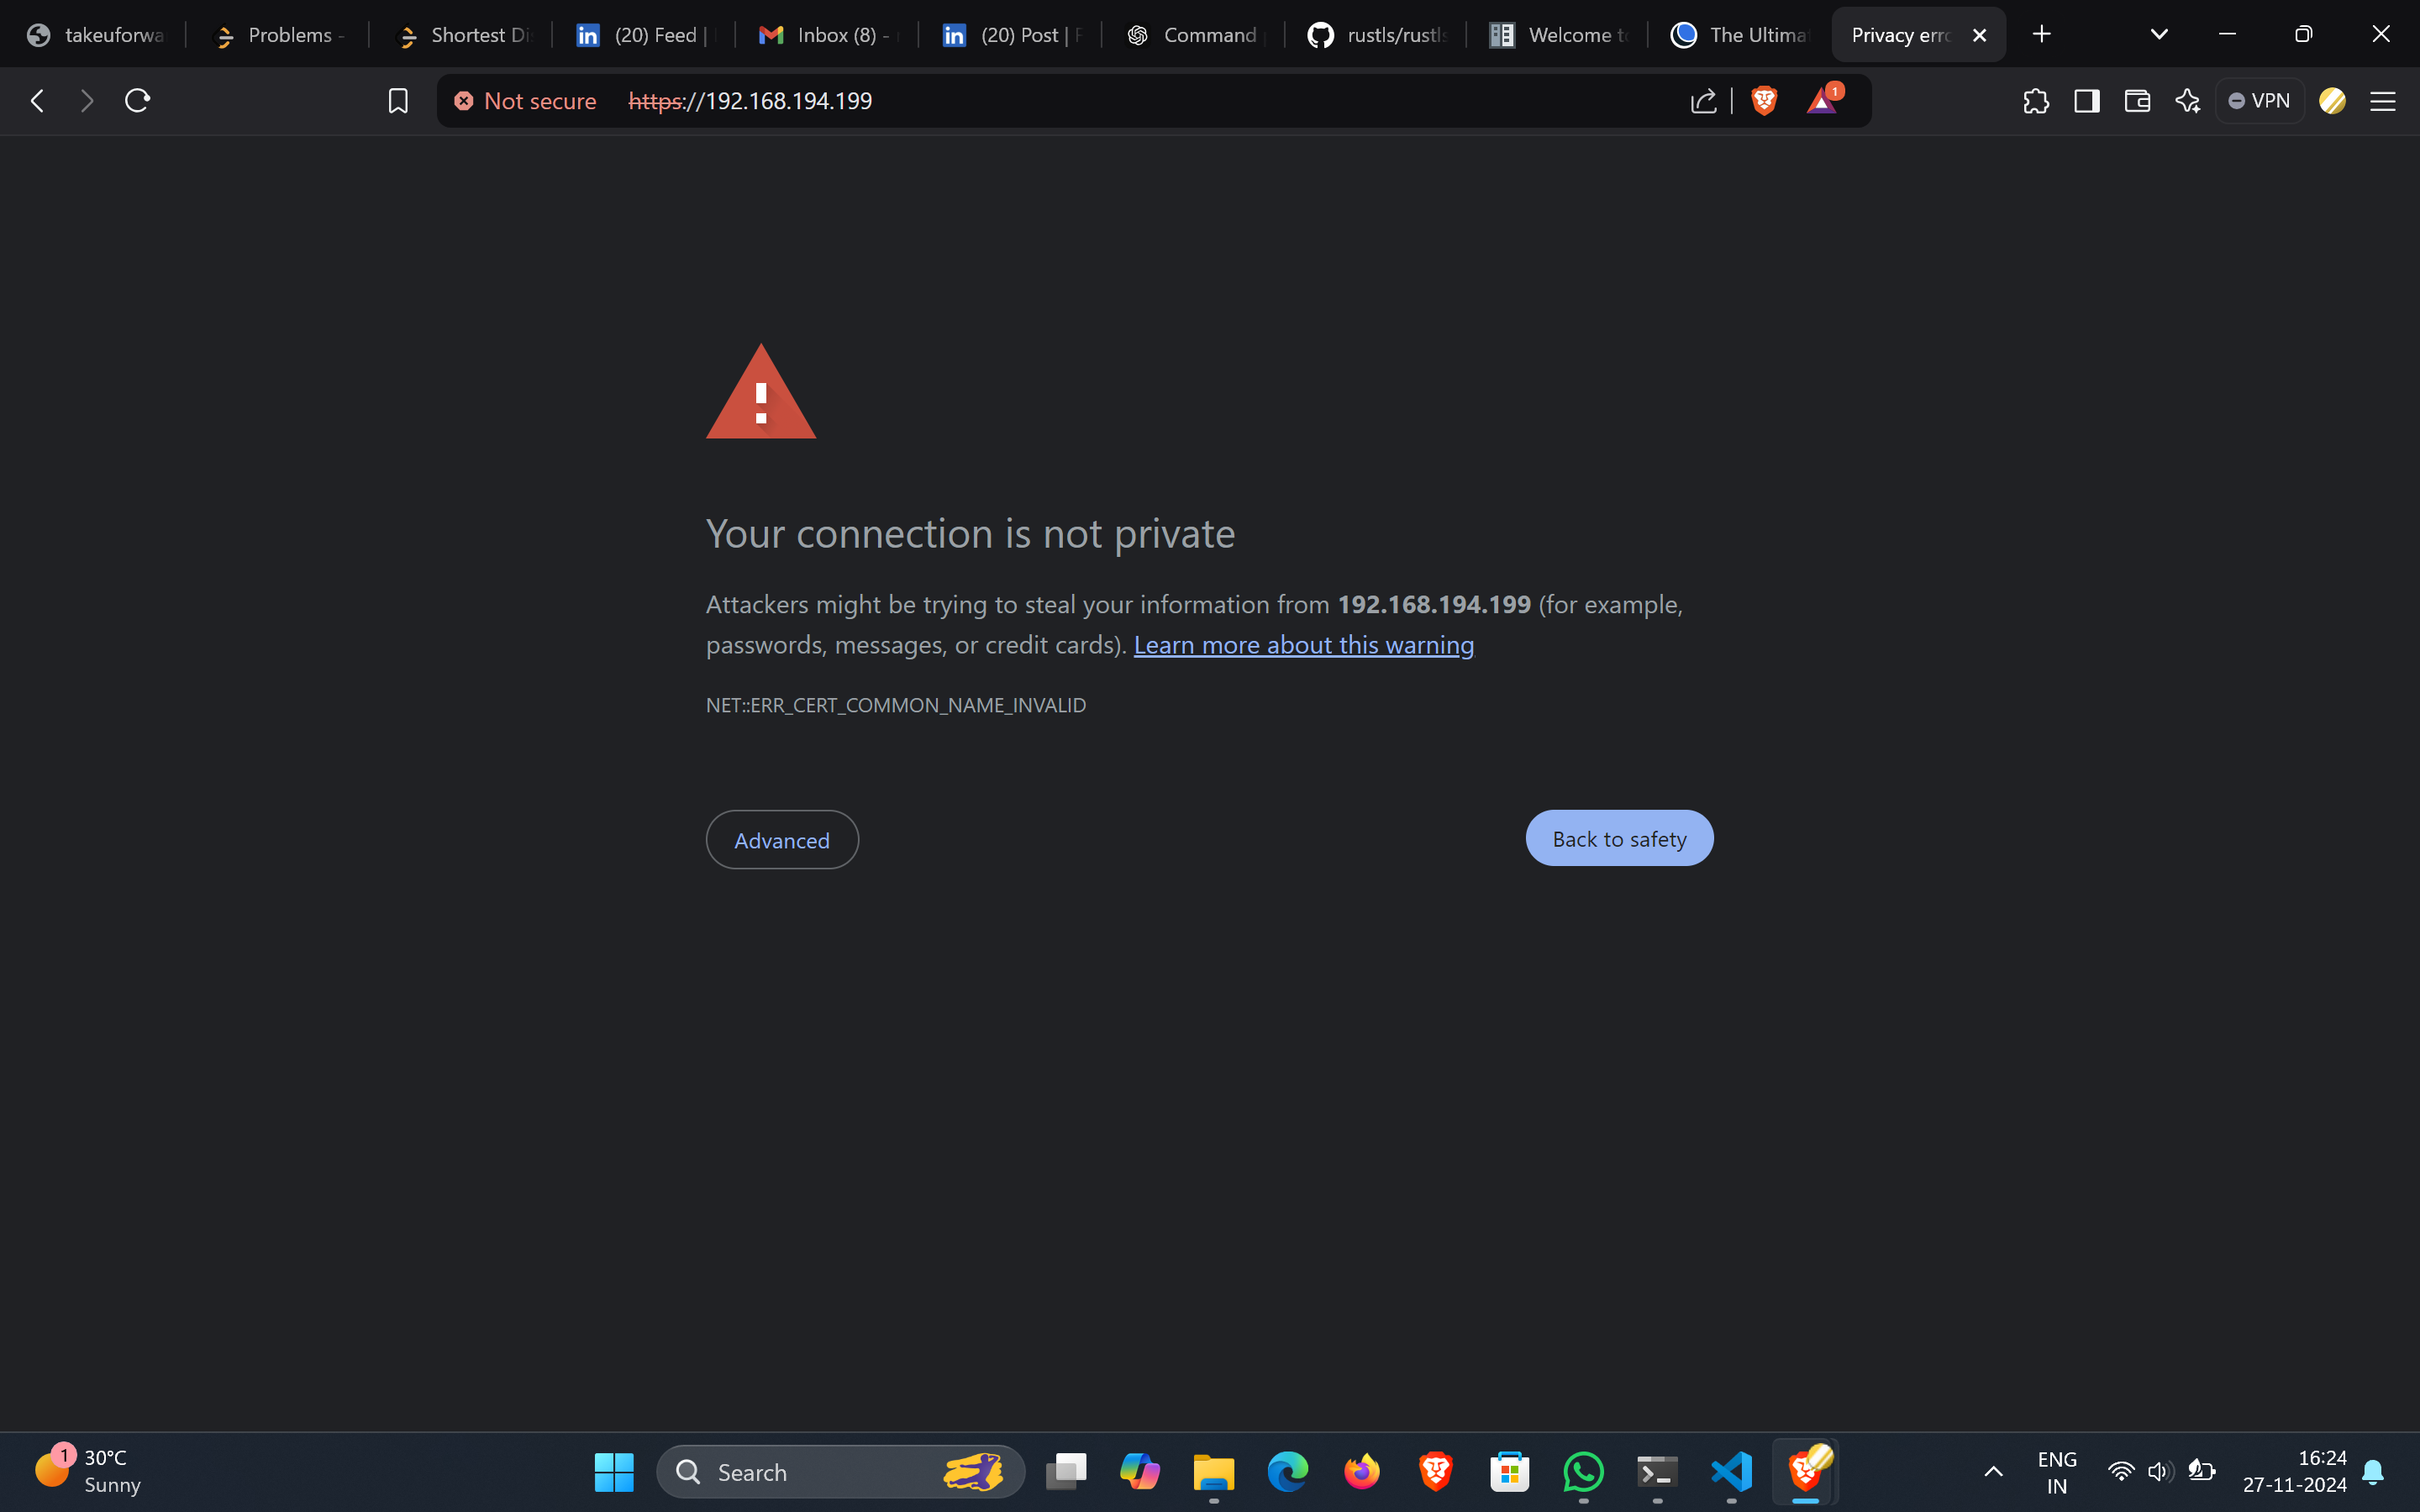 takeuforwa
Problems -
Shortest Di
(20) Feed |
Inbox (8) -
(20) Post |
Command
rustls/rustls
Welcome to
The Ultima
Privacy erro
Not secure https://192.168.194.199
1
VPN
Your connection is not private
Attackers might be trying to steal your information from 192.168.194.199 (for example,
passwords, messages, or credit cards). Learn more about this warning
NET::ERR_CERT_COMMON_NAME_INVALID
Advanced
Back to safety
1
30°C
Sunny
Search
ENG
IN
16:24
27-11-2024